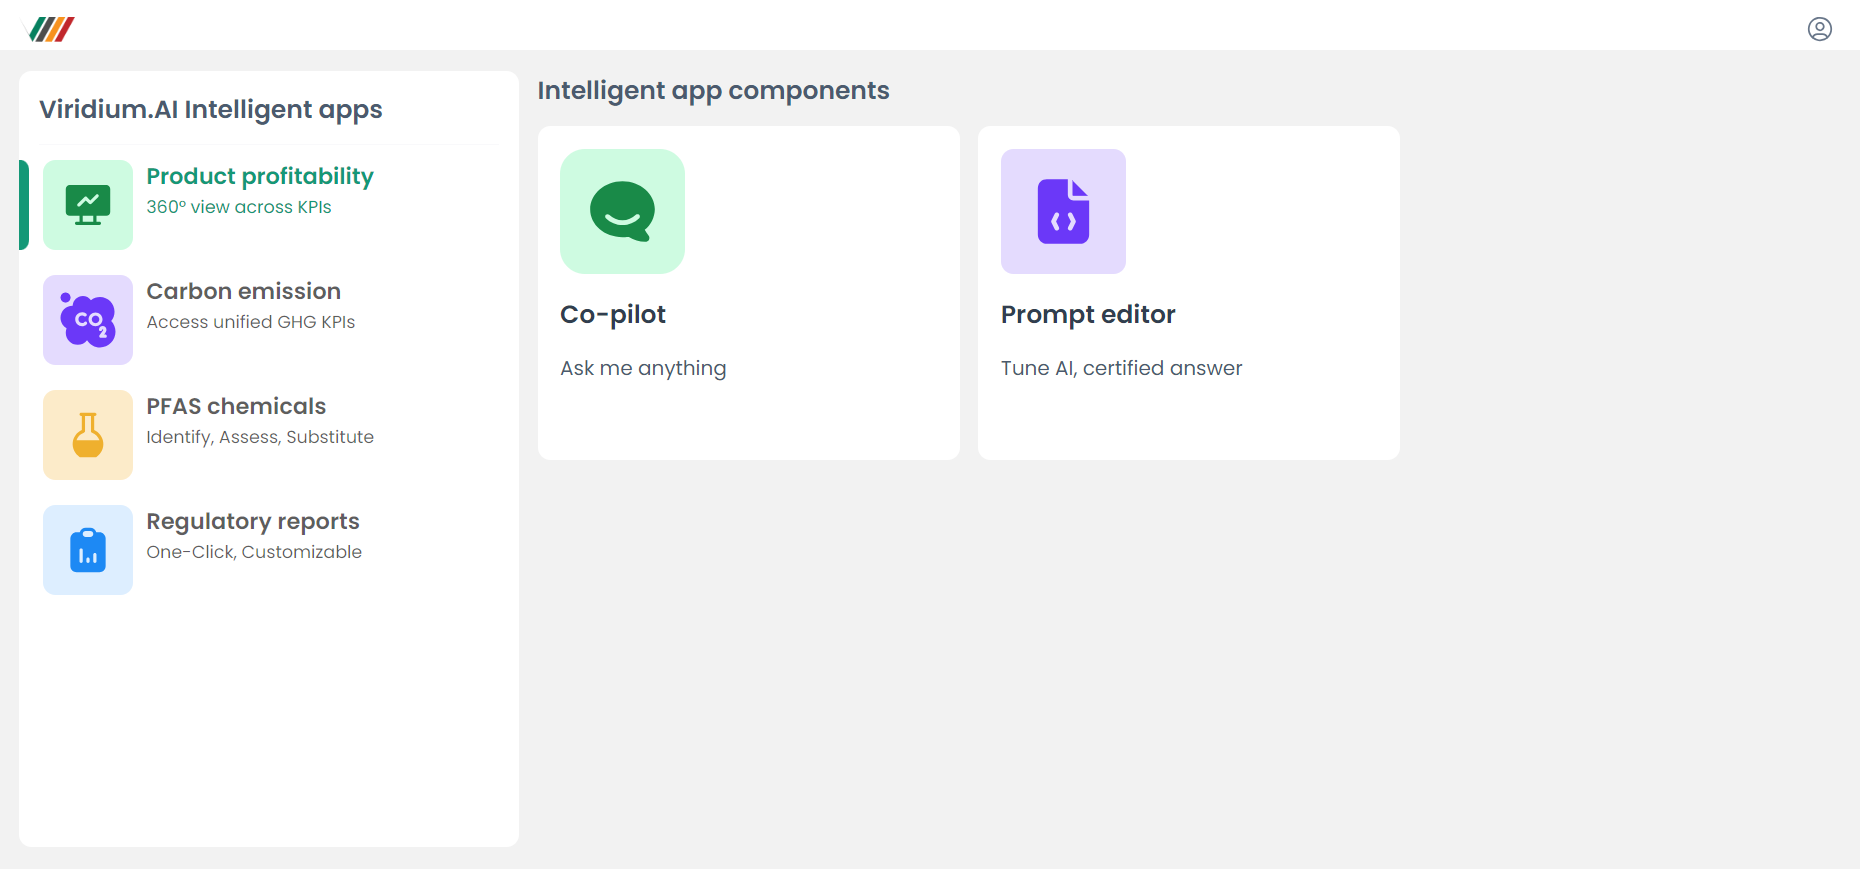 Viridium.AI Intelligent apps
Product profitability
360° view across KPIs
CO2
Carbon emission
Access unified GHG KPIs
PFAS chemicals
Identify, Assess, Substitute
Regulatory reports
One-Click, Customizable
Intelligent app components
Co-pilot
Ask me anything
Prompt editor
Tune AI, certified answer